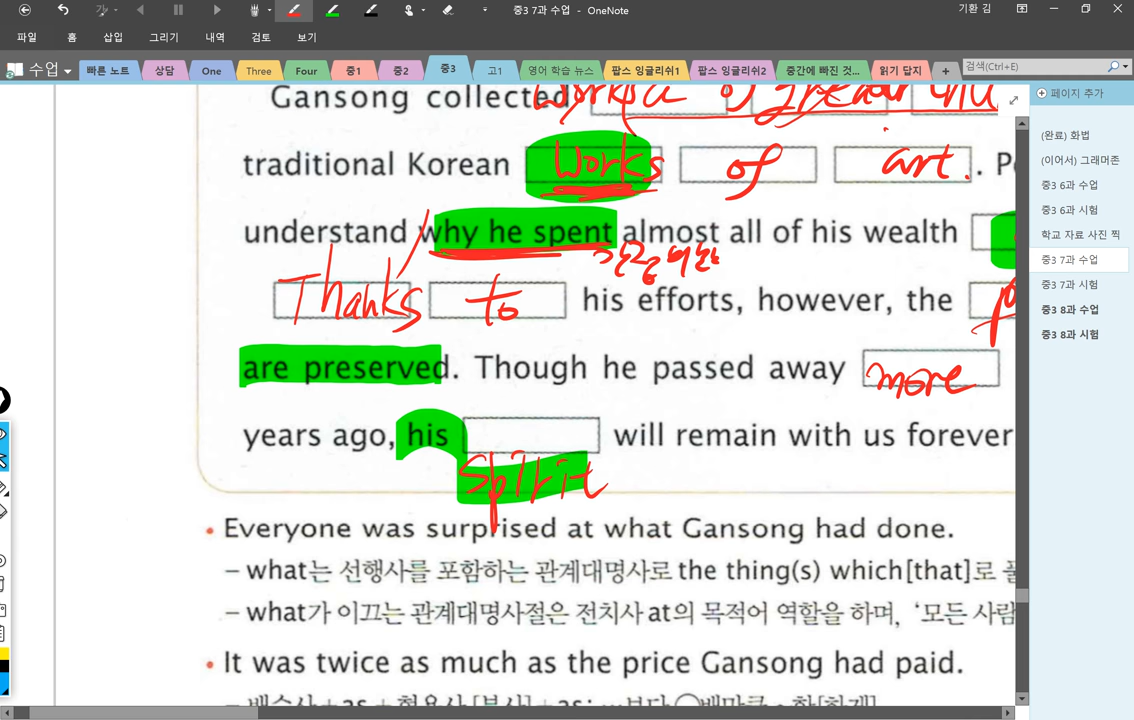 중3 7과 수업 - OneNote
기환 김
파일 홈 삽입 그리기 내역 검토 보기
수업 빠른 노트 상담 One Three Four 중1 중2 중3 고1 영어 학습 뉴스 팝스 잉글리쉬1 팝스 잉글리쉬2 중간에 빠진 것... 읽기 답지 + 검색(Ctrl+E)
페이지 추가
(완료) 화법
(이어서) 그래머존
중3 6과 수업
중3 6과 시험
학교 자료 사진 찍
중3 7과 수업
중3 7과 시험
중3 8과 수업
중3 8과 시험
Gansong collected
traditional Korean works of art. P
understand why he spent almost all of his wealth
간접의문
Thanks to his efforts, however, the
are preserved. Though he passed away more
years ago, his spirit will remain with us forever
• Everyone was surprised at what Gansong had done.
– what는 선행사를 포함하는 관계대명사로 the thing(s) which[that]로
– what가 이끄는 관계대명사절은 전치사 at의 목적어 역할을 하며, ‘모든 사람
• It was twice as much as the price Gansong had paid.